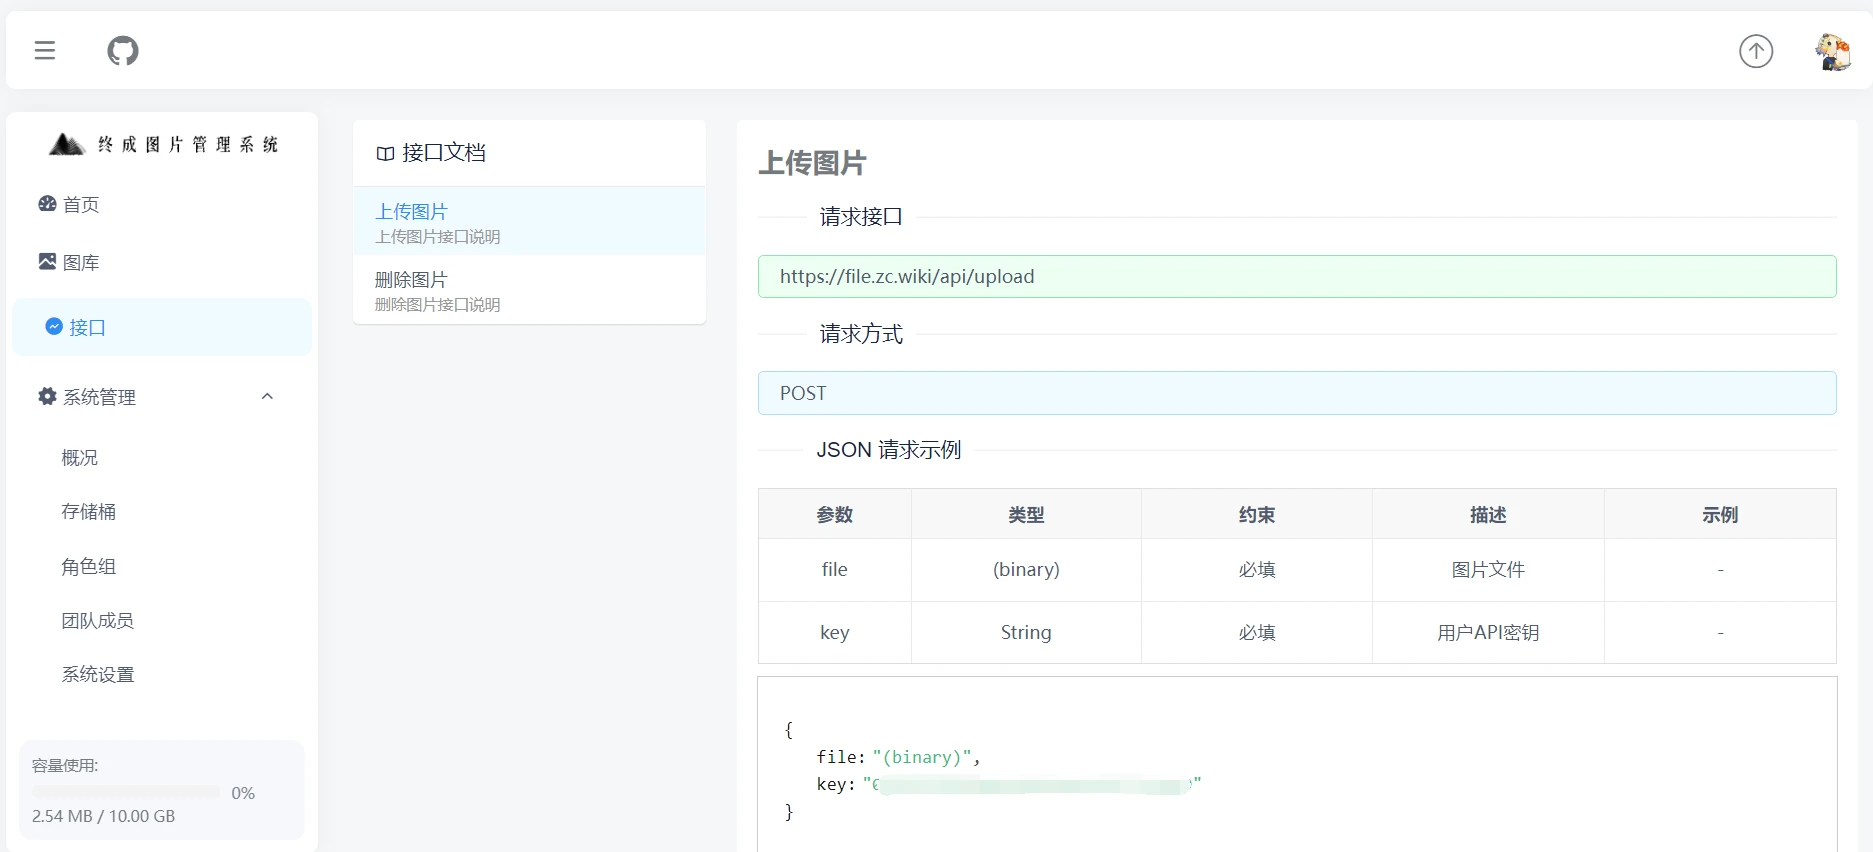 终成图片管理系统
首页
图库
接口
系统管理
概况
存储桶
角色组
团队成员
系统设置
容量使用:
0%
2.54 MB / 10.00 GB
接口文档
上传图片
上传图片接口说明
删除图片
删除图片接口说明
上传图片
请求接口
https://file.zc.wiki/api/upload
请求方式
POST
JSON 请求示例
参数 类型 约束 描述 示例
file (binary) 必填 图片文件 -
key String 必填 用户API密钥 -
{
file: "(binary)",
key: "
}